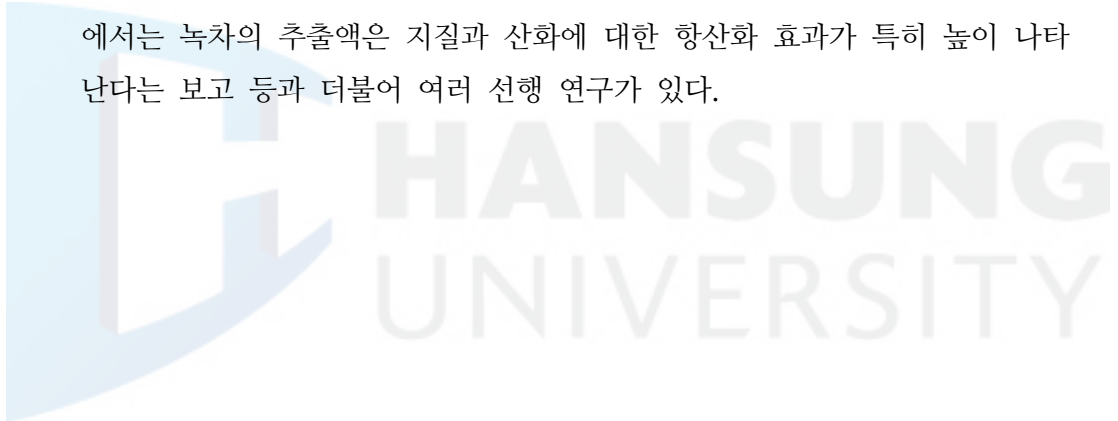 에서는 녹차의 추출액은 지질과 산화에 대한 항산화 효과가 특히 높이 나타
난다는 보고 등과 더불어 여러 선행 연구가 있다.
HANSUNG
UNIVERSITY